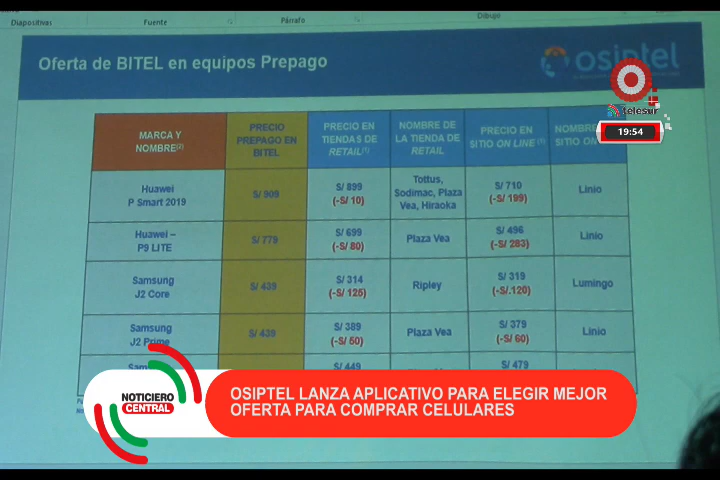 Diapositivas
Fuente
Párrafo
Dibujo
Oferta de BITEL en equipos Prepago
osiptel
telesur
19:54
MARCA Y
NOMBRE(2)
PRECIO
PREPAGO EN
BITEL
PRECIO EN
TIENDAS DE
RETAIL(1)
NOMBRE DE
LA TIENDA DE
RETAIL
PRECIO EN
SITIO ON LINE (1)
NOMBRE
SITIO ON
Huawei
P Smart 2019
S/ 909
S/ 899
(-S/ 10)
Tottus,
Sodimac, Plaza
Vea, Hiraoka
S/ 710
(-S/ 199)
Linio
Huawei –
P9 LITE
S/ 779
S/ 699
(-S/ 80)
Plaza Vea
S/ 496
(-S/ 283)
Linio
Samsung
J2 Core
S/ 439
S/ 314
(-S/ 125)
Ripley
S/ 319
(-S/.120)
Lumingo
Samsung
J2 Prime
S/ 439
S/ 389
(-S/ 50)
Plaza Vea
S/ 379
(-S/ 60)
Linio
S/ 449
S/ 479
NOTICIERO
CENTRAL
OSIPTEL LANZA APLICATIVO PARA ELEGIR MEJOR
OFERTA PARA COMPRAR CELULARES